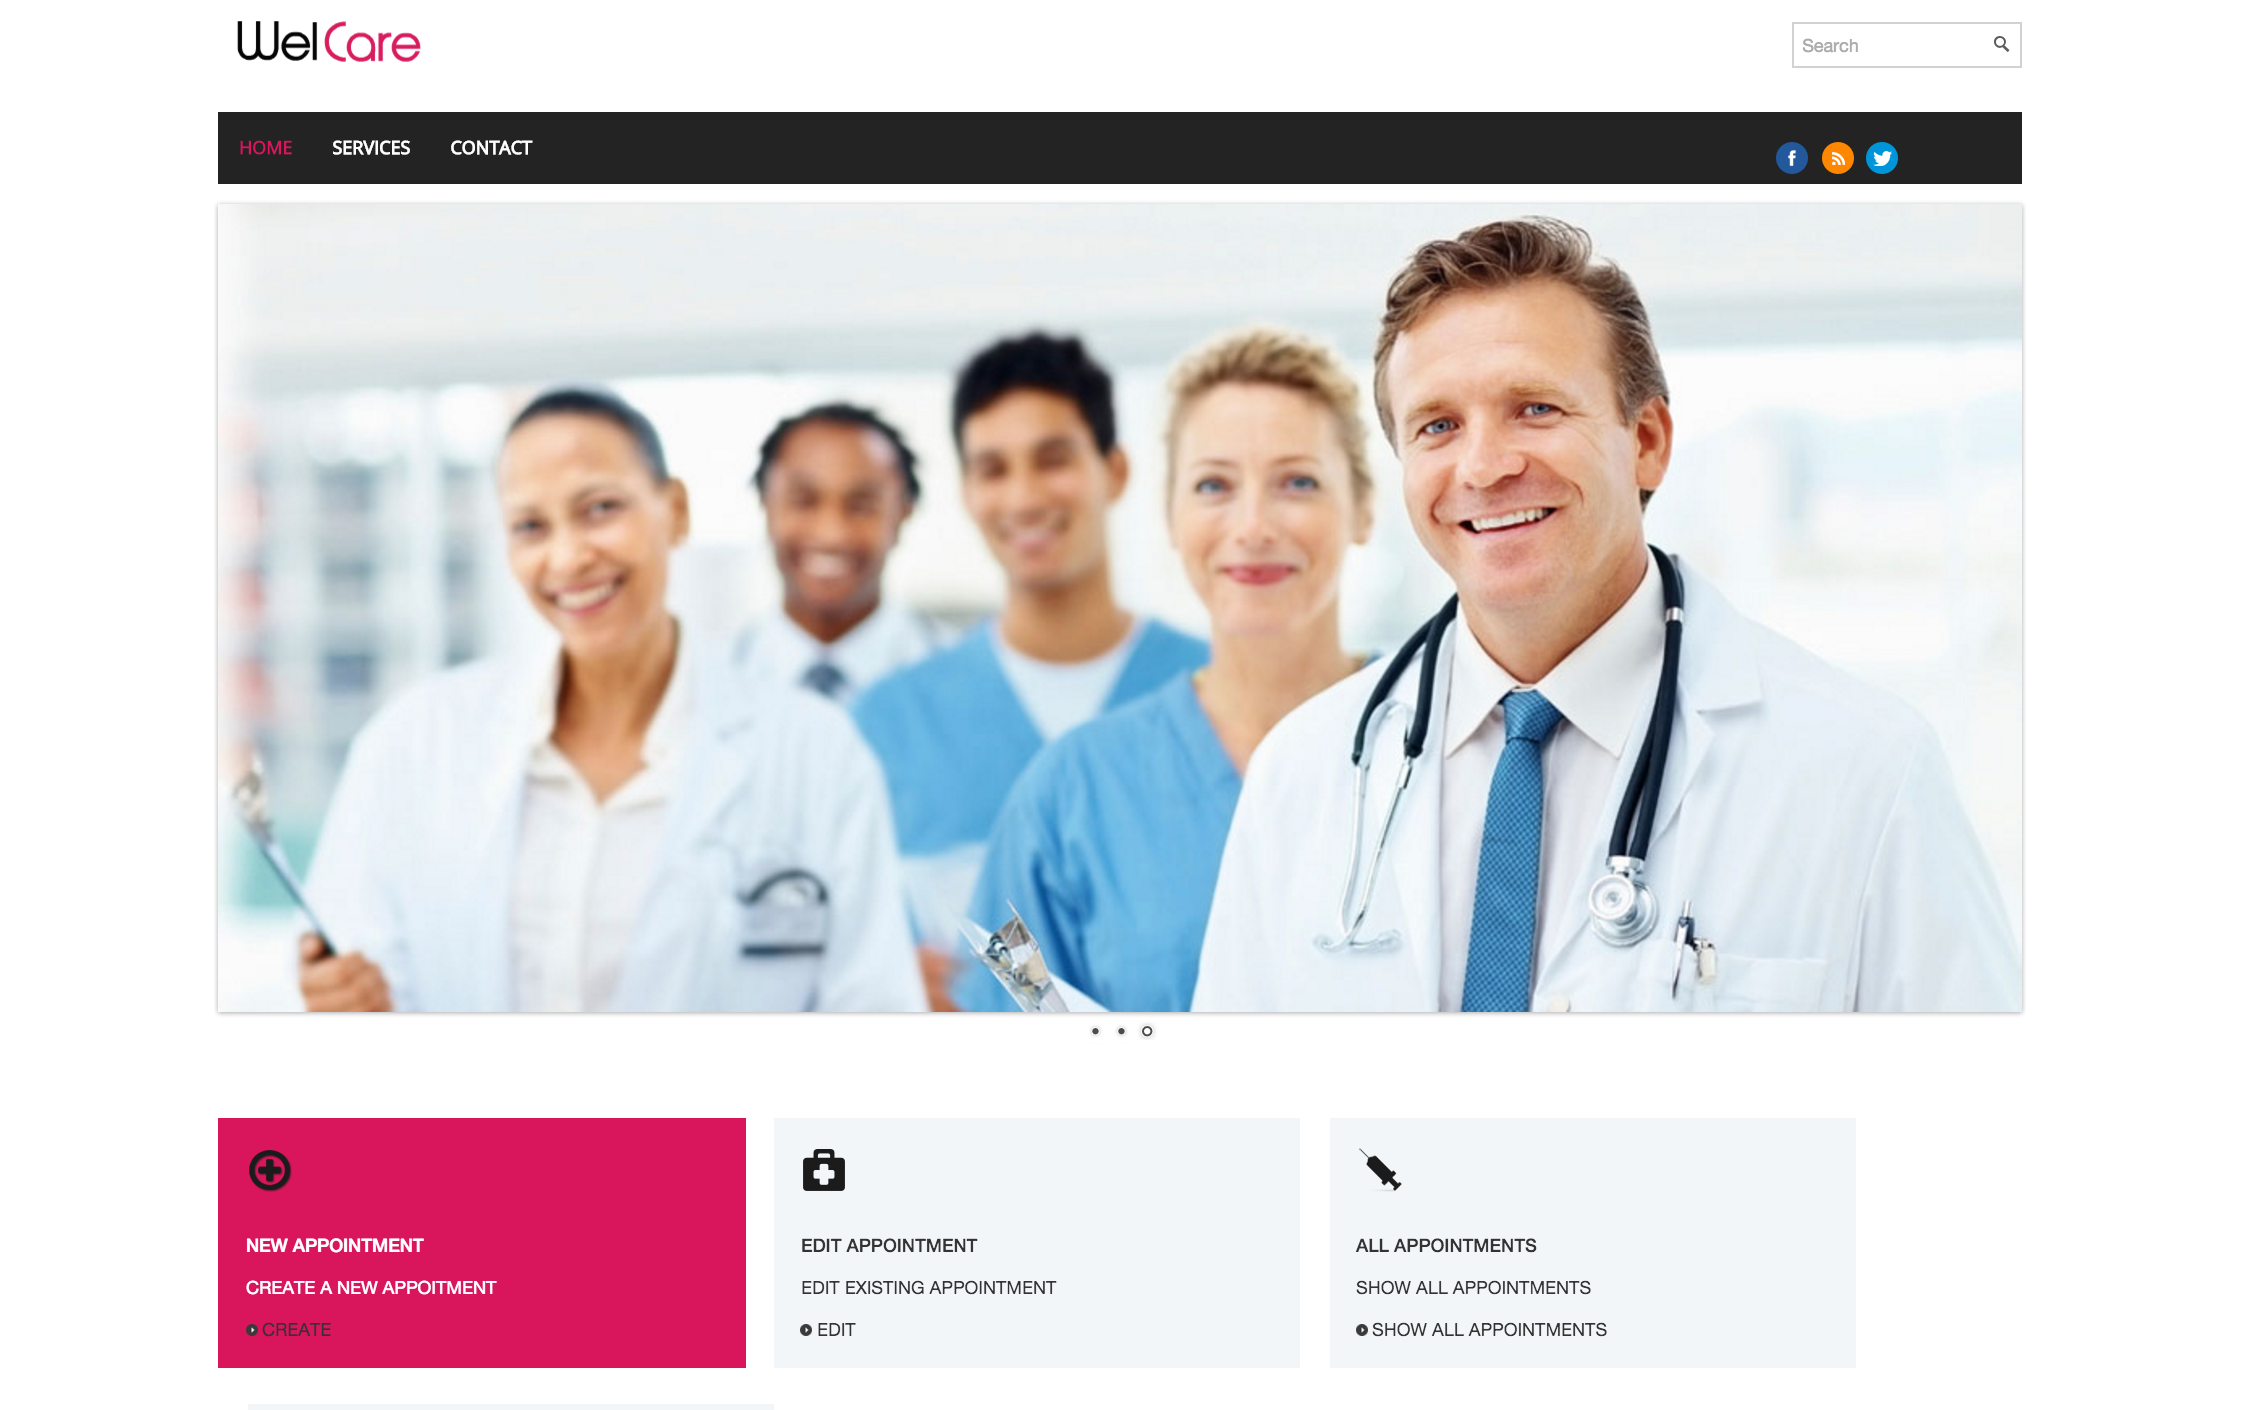 WelCare
Search
HOME SERVICES CONTACT
NEW APPOINTMENT
CREATE A NEW APPOITMENT
CREATE
EDIT APPOINTMENT
EDIT EXISTING APPOINTMENT
EDIT
ALL APPOINTMENTS
SHOW ALL APPOINTMENTS
SHOW ALL APPOINTMENTS